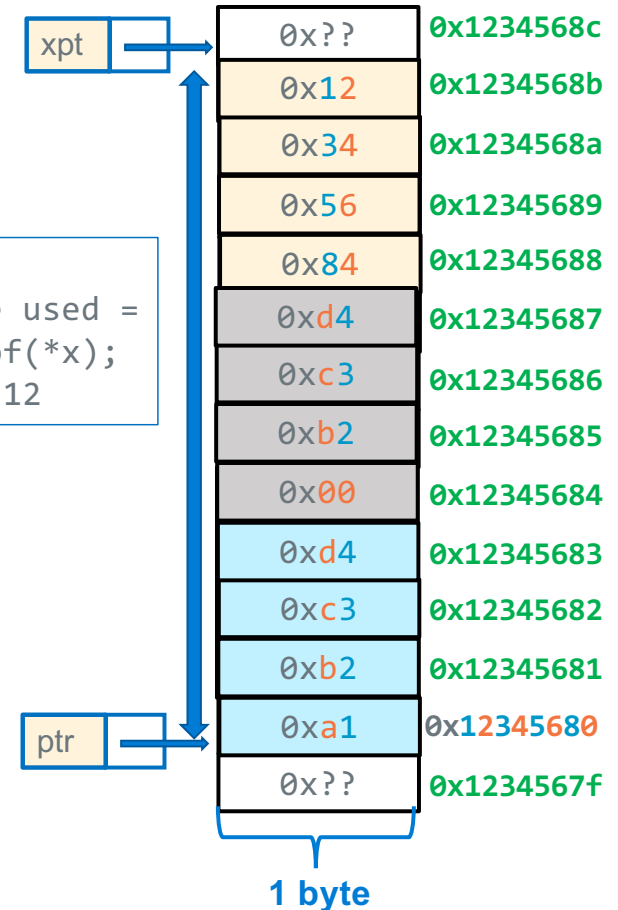 xpt
0x??
0x1234568c
0x12
0x1234568b
0x34
0x1234568a
0x56
0x12345689
0x84
0x12345688
used =
f(*x);
12
0xd4
0x12345687
0xc3
0x12345686
0xb2
0x12345685
0x00
0x12345684
0xd4
0x12345683
0xc3
0x12345682
0xb2
0x12345681
ptr
0xa1
0x12345680
0x??
0x1234567f
1 byte